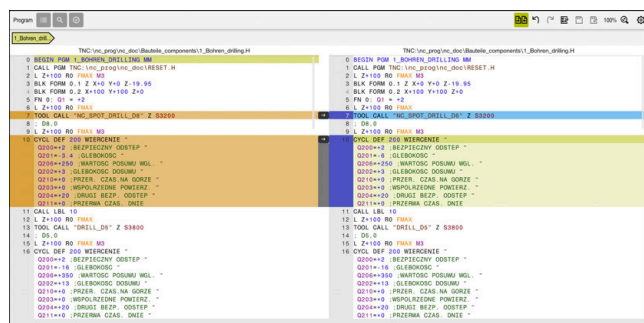 Program
100%
1_Bohren_drill..
TNC:\nc_prog\nc_doc\Bauteile_components\1_Bohren_drilling.H
0 BEGIN PGM 1_BOHREN_DRILLING MM
1 CALL PGM TNC:\nc_prog\nc_doc\RESET.H
2 L Z+100 R0 FMAX M3
3 BLK FORM 0.1 Z X+0 Y+0 Z-19.95
4 BLK FORM 0.2 X+100 Y+100 Z+0
5 FN 0: Q1 = +2
6 L Z+100 R0 FMAX
7 TOOL CALL "NC_SPOT_DRILL_D8" Z S3200
8 ; D8,0
9 L Z+100 R0 FMAX M3
10 CYCL DEF 200 WIERCENIE ~
Q200=+2 ;BEZPIECZNY ODSTEP ~
Q201=-3.4 ;GLEBOKOSC ~
Q206=+250 ;WARTOSC POSUWU WGL. ~
Q202=+3 ;GLEBOKOSC DOSUWU ~
Q210=+0 ;PRZER. CZAS.NA GORZE ~
Q203=+0 ;WSPOLRZEDNE POWIERZ. ~
Q204=+20 ;DRUGI BEZP. ODSTEP ~
Q211=+0 ;PRZERWA CZAS. DNIE ~
11 CALL LBL 10
12 L Z+100 R0 FMAX
13 TOOL CALL "DRILL_D5" Z S3800
14 ; D5,0
15 L Z+100 R0 FMAX M3
16 CYCL DEF 200 WIERCENIE ~
Q200=+2 ;BEZPIECZNY ODSTEP ~
Q201=-16 ;GLEBOKOSC ~
Q206=+350 ;WARTOSC POSUWU WGL. ~
Q202=+13 ;GLEBOKOSC DOSUWU ~
Q210=+0 ;PRZER. CZAS.NA GORZE ~
Q203=+0 ;WSPOLRZEDNE POWIERZ. ~
Q204=+20 ;DRUGI BEZP. ODSTEP ~
Q211=+0 ;PRZERWA CZAS. DNIE ~
TNC:\nc_prog\nc_doc\Bauteile_components\1_Bohren_drilling.H
0 BEGIN PGM 1_BOHREN_DRILLING MM
1 CALL PGM TNC:\nc_prog\nc_doc\RESET.H
2 L Z+100 R0 FMAX M3
3 BLK FORM 0.1 Z X+0 Y+0 Z-19.95
4 BLK FORM 0.2 X+100 Y+100 Z+0
5 FN 0: Q1 = +2
6 L Z+100 R0 FMAX
7 TOOL CALL "NC_SPOT_DRILL_D6" Z S3200
8 ; D6,0
9 L Z+100 R0 FMAX M3
10 CYCL DEF 200 WIERCENIE ~
Q200=+2 ;BEZPIECZNY ODSTEP ~
Q201=-6 ;GLEBOKOSC ~
Q206=+250 ;WARTOSC POSUWU WGL. ~
Q202=+3 ;GLEBOKOSC DOSUWU ~
Q210=+0 ;PRZER. CZAS.NA GORZE ~
Q203=+0 ;WSPOLRZEDNE POWIERZ. ~
Q204=+20 ;DRUGI BEZP. ODSTEP ~
Q211=+0 ;PRZERWA CZAS. DNIE ~
11 CALL LBL 10
12 L Z+100 R0 FMAX
13 TOOL CALL "DRILL_D5" Z S3800
14 ; D5,0
15 L Z+100 R0 FMAX M3
16 CYCL DEF 200 WIERCENIE ~
Q200=+2 ;BEZPIECZNY ODSTEP ~
Q201=-16 ;GLEBOKOSC ~
Q206=+350 ;WARTOSC POSUWU WGL. ~
Q202=+13 ;GLEBOKOSC DOSUWU ~
Q210=+0 ;PRZER. CZAS.NA GORZE ~
Q203=+0 ;WSPOLRZEDNE POWIERZ. ~
Q204=+20 ;DRUGI BEZP. ODSTEP ~
Q211=+0 ;PRZERWA CZAS. DNIE ~